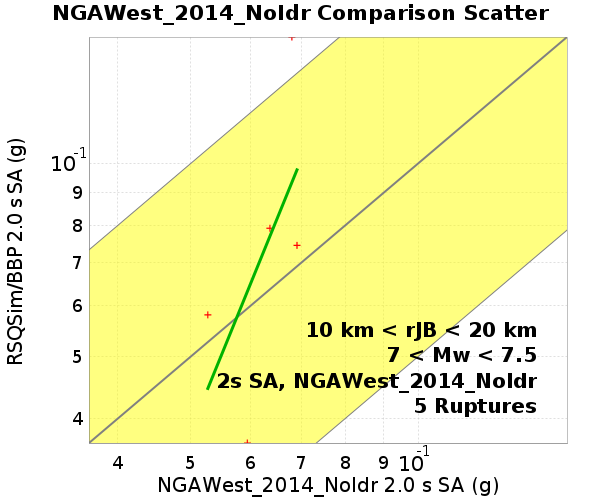 NGAWest_2014_NoIdr Comparison Scatter
RSQSim/BBP 2.0 s SA (g)
10-1
9
8
7
6
5
4
10 km < rJB < 20 km
7 < Mw < 7.5
2s SA, NGAWest_2014_NoIdr
5 Ruptures
4 5 6 7 8 9 10-1
NGAWest_2014_NoIdr 2.0 s SA (g)